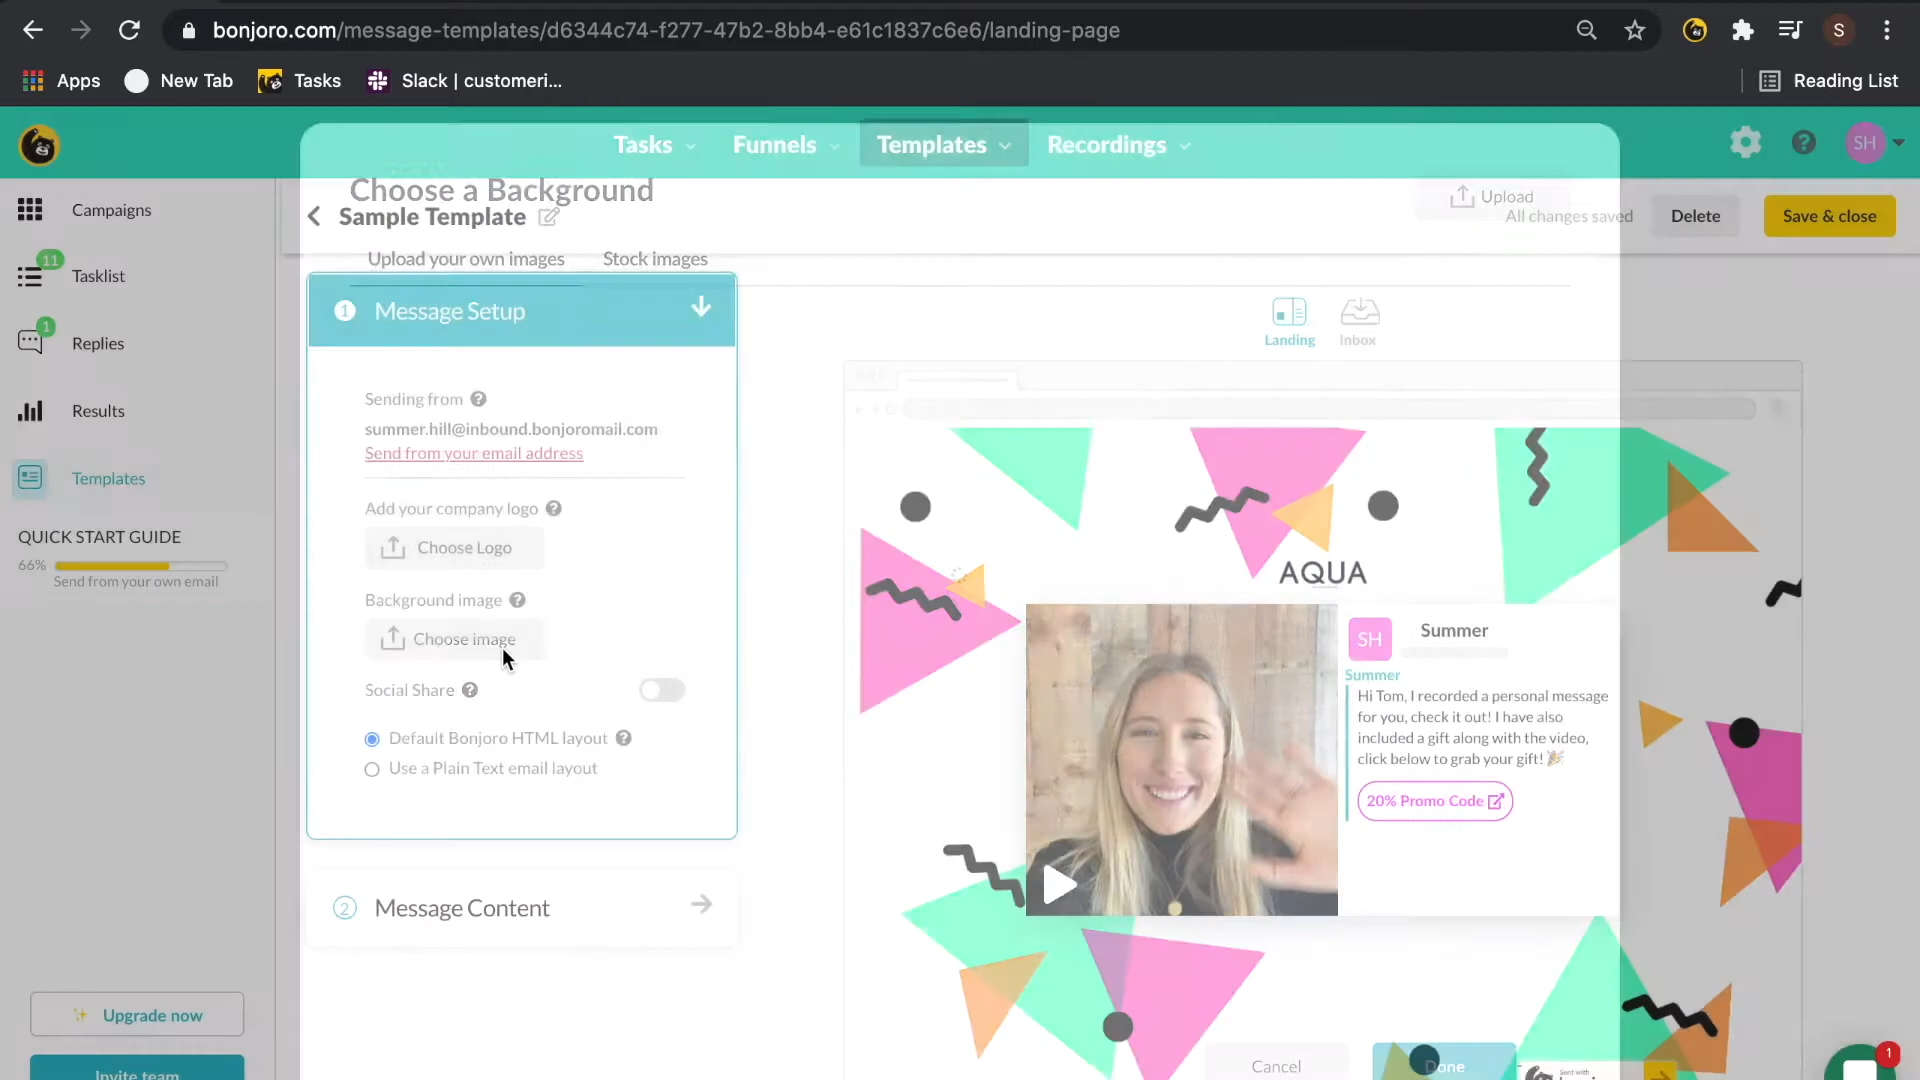 bonjoro.com/message-templates/d6344c74-f277-47b2-8bb4-e61c1837c6e6/landing-page
S
Apps
New Tab
Tasks
Slack | customeri...
Reading List
Tasks
Funnels
Templates
Recordings
SH
Choose a Background
Upload
Sample Template
All changes saved
Delete
Save & close
Upload your own images
Stock images
Campaigns
11
Tasklist
1
Replies
Results
Templates
QUICK START GUIDE
66%
Send from your own email
Upgrade now
Invite team
1 Message Setup
Sending from
summer.hill@inbound.bonjoromail.com
Send from your email address
Add your company logo
Choose Logo
Background image
Choose image
Social Share
Default Bonjoro HTML layout
Use a Plain Text email layout
2 Message Content
Landing
Inbox
AQUA
SH
Summer
Summer
Hi Tom, I recorded a personal message
for you, check it out! I have also
included a gift along with the video,
click below to grab your gift! 🎉
20% Promo Code
Cancel
Done
Sent with
1